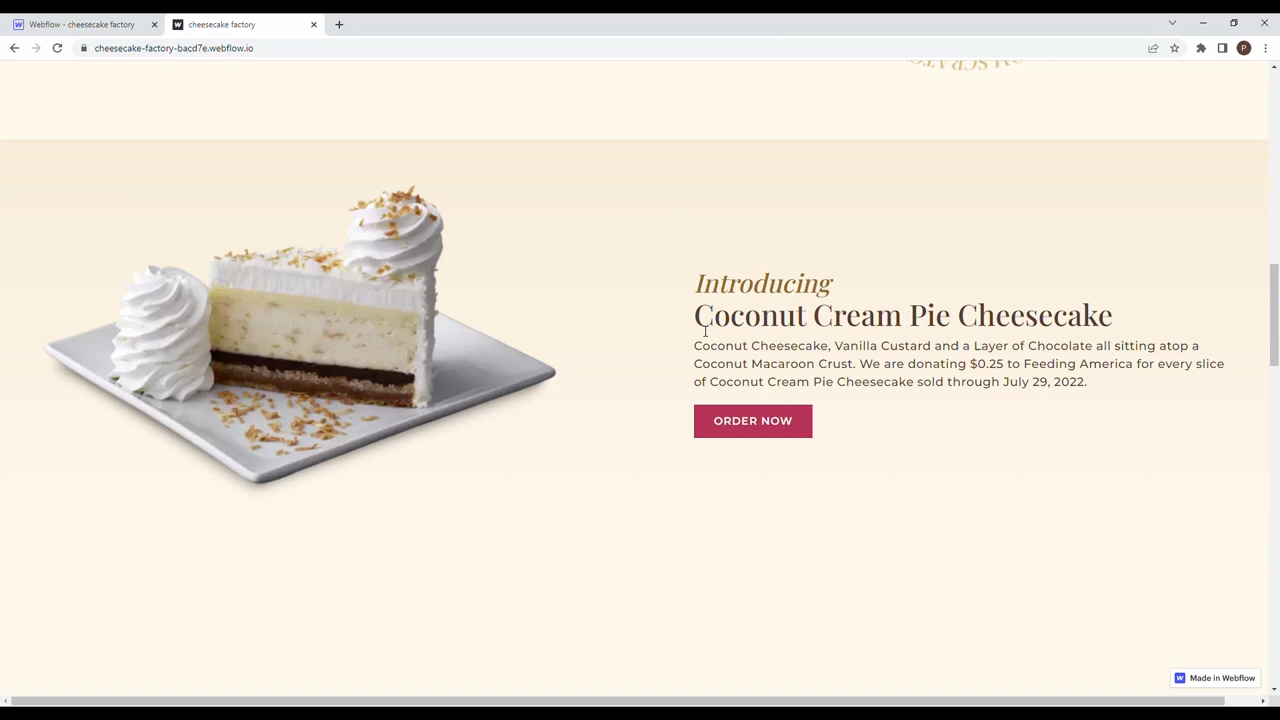 Webflow - cheesecake factory
cheesecake factory
cheesecake-factory-bacd7e.webflow.io
P
Introducing
Coconut Cream Pie Cheesecake
Coconut Cheesecake, Vanilla Custard and a Layer of Chocolate all sitting atop a
Coconut Macaroon Crust. We are donating $0.25 to Feeding America for every slice
of Coconut Cream Pie Cheesecake sold through July 29, 2022.
ORDER NOW
Made in Webflow